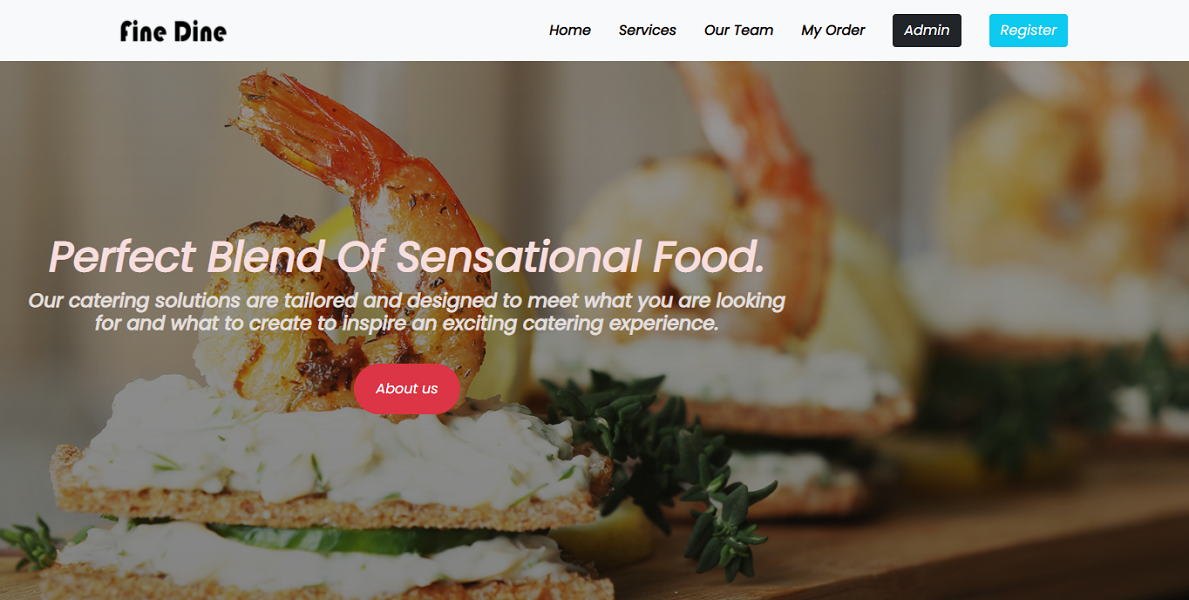 Fine Dine
Home Services Our Team My Order Admin Register
Perfect Blend Of Sensational Food.
Our catering solutions are tailored and designed to meet what you are looking
for and what to create to inspire an exciting catering experience.
About us